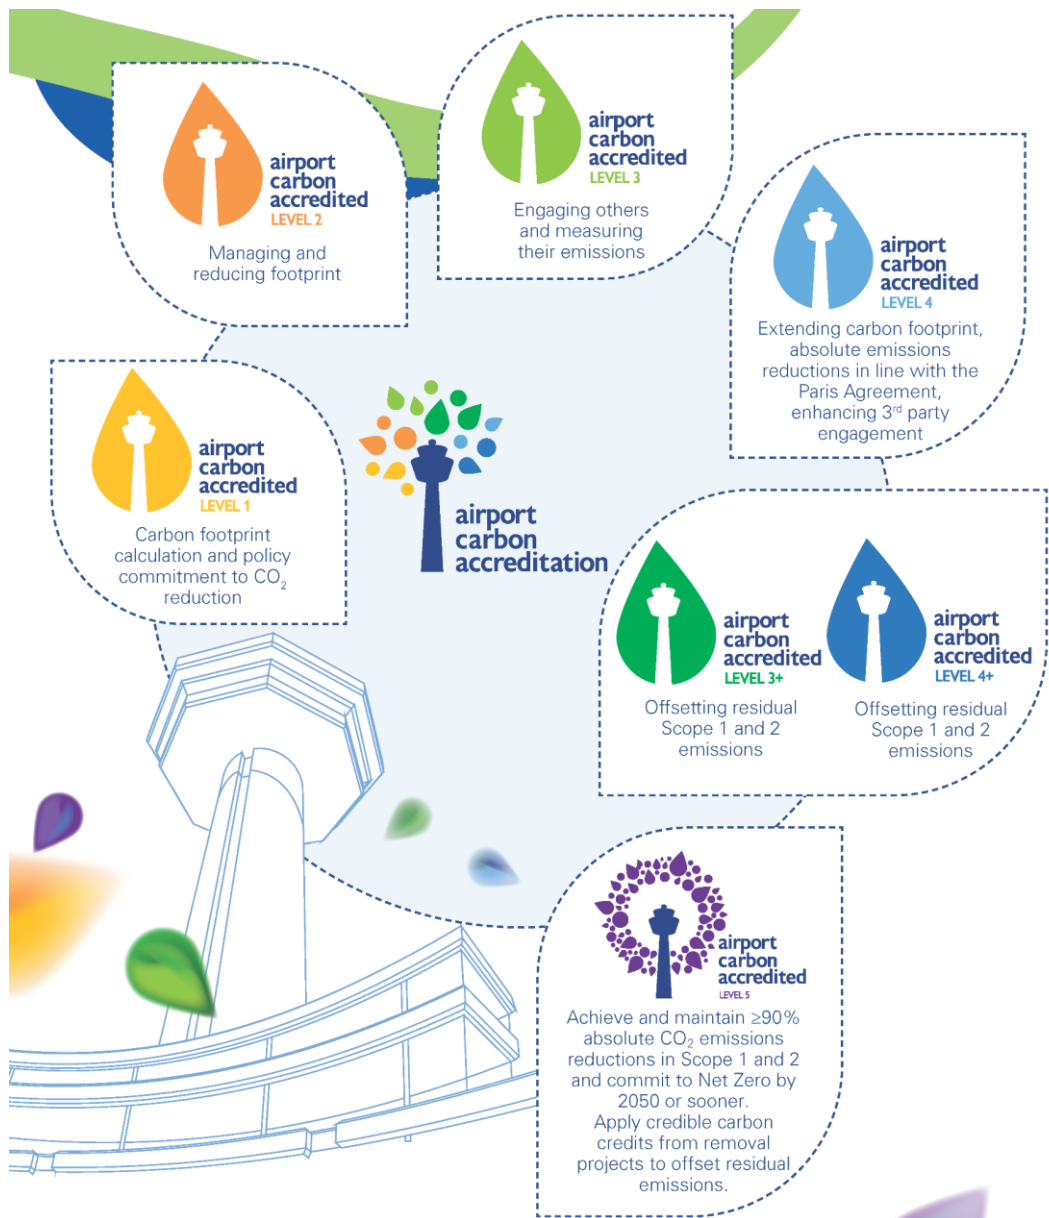 airport
carbon
accredited
LEVEL 1
Carbon footprint
calculation and policy
commitment to CO₂
reduction
airport
carbon
accredited
LEVEL 2
Managing and
reducing footprint
airport
carbon
accredited
LEVEL 3
Engaging others
and measuring
their emissions
airport
carbon
accredited
LEVEL 4
Extending carbon footprint,
absolute emissions
reductions in line with the
Paris Agreement,
enhancing 3rd party
engagement
airport
carbon
accreditation
airport
carbon
accredited
LEVEL 3+
Offsetting residual
Scope 1 and 2
emissions
airport
carbon
accredited
LEVEL 4+
Offsetting residual
Scope 1 and 2
emissions
airport
carbon
accredited
LEVEL 5
Achieve and maintain ≥90%
absolute CO₂ emissions
reductions in Scope 1 and 2
and commit to Net Zero by
2050 or sooner.
Apply credible carbon
credits from removal
projects to offset residual
emissions.